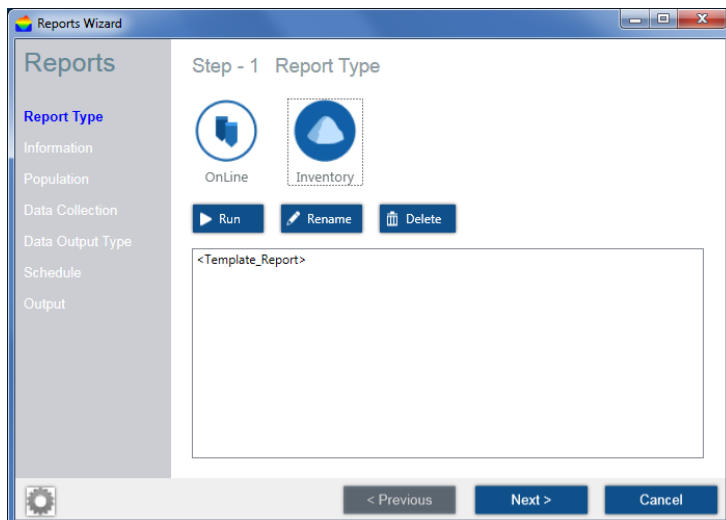 Reports Wizard
Reports
Step - 1 Report Type
Report Type
Information
Population
Data Collection
Data Output Type
Schedule
Output
OnLine
Inventory
Run
Rename
Delete
<Template_Report>
< Previous
Next >
Cancel